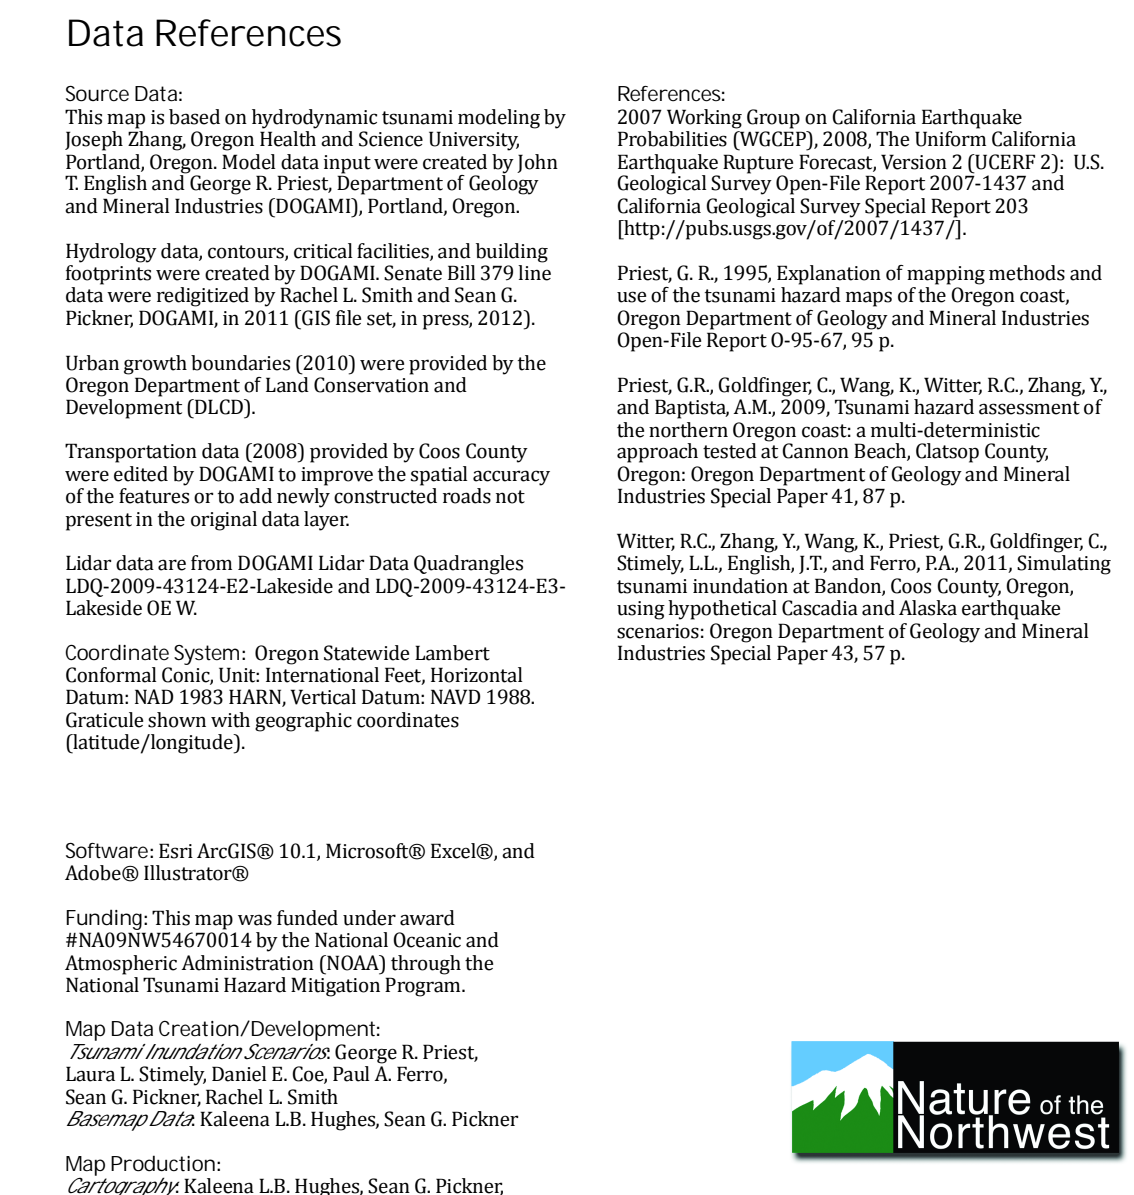 Data References
Source Data:
This map is based on hydrodynamic tsunami modeling by
Joseph Zhang, Oregon Health and Science University,
Portland, Oregon. Model data input were created by John
T. English and George R. Priest, Department of Geology
and Mineral Industries (DOGAMI), Portland, Oregon.
Hydrology data, contours, critical facilities, and building
footprints were created by DOGAMI. Senate Bill 379 line
data were redigitized by Rachel L. Smith and Sean G.
Pickner, DOGAMI, in 2011 (GIS file set, in press, 2012).
Urban growth boundaries (2010) were provided by the
Oregon Department of Land Conservation and
Development (DLCD).
Transportation data (2008) provided by Coos County
were edited by DOGAMI to improve the spatial accuracy
of the features or to add newly constructed roads not
present in the original data layer.
Lidar data are from DOGAMI Lidar Data Quadrangles
LDQ-2009-43124-E2-Lakeside and LDQ-2009-43124-E3-
Lakeside OE W.
Coordinate System: Oregon Statewide Lambert
Conformal Conic, Unit: International Feet, Horizontal
Datum: NAD 1983 HARN, Vertical Datum: NAVD 1988.
Graticule shown with geographic coordinates
(latitude/longitude).
Software: Esri ArcGIS® 10.1, Microsoft® Excel®, and
Adobe® Illustrator®
Funding: This map was funded under award
#NA09NW54670014 by the National Oceanic and
Atmospheric Administration (NOAA) through the
National Tsunami Hazard Mitigation Program.
Map Data Creation/Development:
Tsunami Inundation Scenarios: George R. Priest,
Laura L. Stimely, Daniel E. Coe, Paul A. Ferro,
Sean G. Pickner, Rachel L. Smith
Basemap Data: Kaleena L.B. Hughes, Sean G. Pickner
Map Production:
Cartography: Kaleena L.B. Hughes, Sean G. Pickner,
References:
2007 Working Group on California Earthquake
Probabilities (WGCEP), 2008, The Uniform California
Earthquake Rupture Forecast, Version 2 (UCERF 2): U.S.
Geological Survey Open-File Report 2007-1437 and
California Geological Survey Special Report 203
[http://pubs.usgs.gov/of/2007/1437/].
Priest, G. R., 1995, Explanation of mapping methods and
use of the tsunami hazard maps of the Oregon coast,
Oregon Department of Geology and Mineral Industries
Open-File Report O-95-67, 95 p.
Priest, G.R., Goldfinger, C., Wang, K., Witter, R.C., Zhang, Y.,
and Baptista, A.M., 2009, Tsunami hazard assessment of
the northern Oregon coast: a multi-deterministic
approach tested at Cannon Beach, Clatsop County,
Oregon: Oregon Department of Geology and Mineral
Industries Special Paper 41, 87 p.
Witter, R.C., Zhang, Y., Wang, K., Priest, G.R., Goldfinger, C.,
Stimely, L.L., English, J.T., and Ferro, P.A., 2011, Simulating
tsunami inundation at Bandon, Coos County, Oregon,
using hypothetical Cascadia and Alaska earthquake
scenarios: Oregon Department of Geology and Mineral
Industries Special Paper 43, 57 p.
Nature of the
Northwest